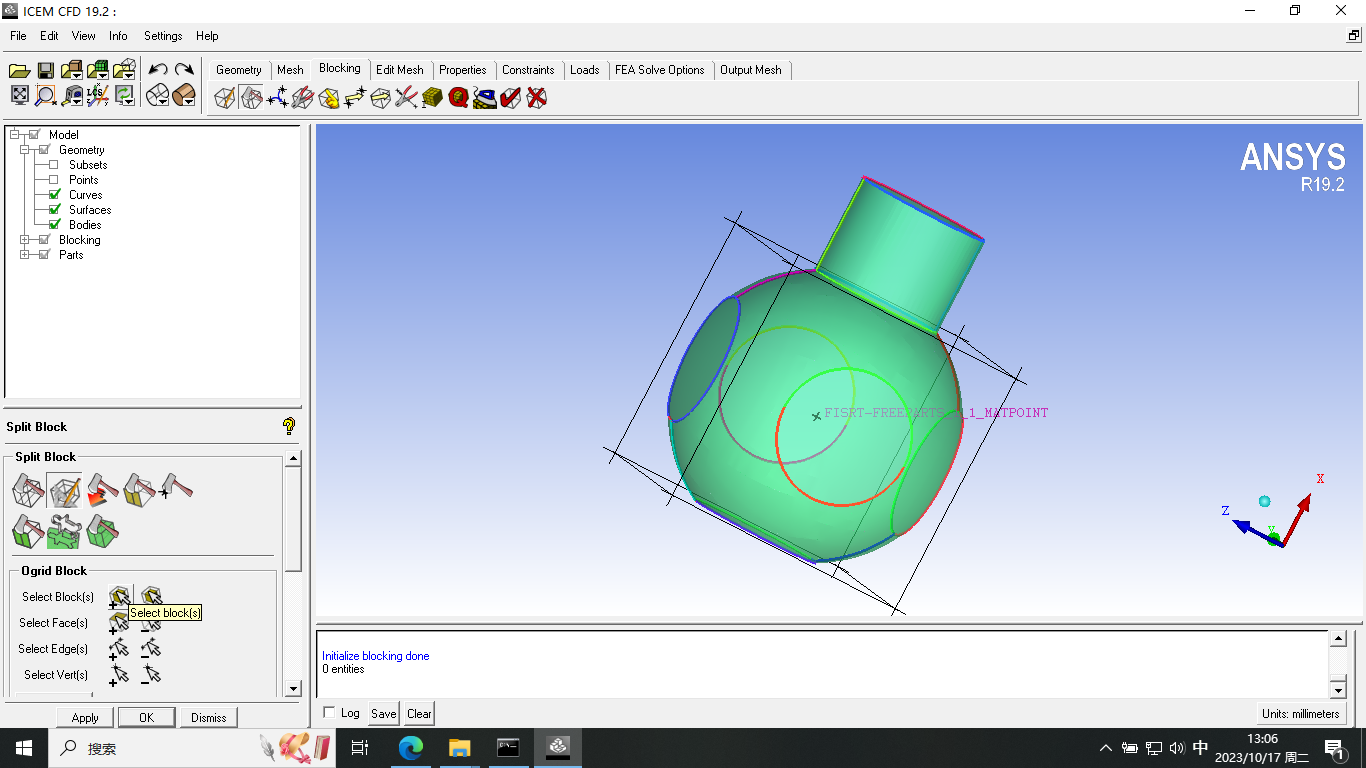 ICEM CFD 19.2 :
File Edit View Info Settings Help
Geometry Mesh Blocking Edit Mesh Properties Constraints Loads FEA Solve Options Output Mesh
Model
Geometry
Subsets
Points
Curves
Surfaces
Bodies
Blocking
Parts
ANSYS
R19.2
X
Z
Y
Split Block
Split Block
Ogrid Block
Select Block(s)
Select block(s)
Select Face(s)
Select Edge(s)
Select Vert(s)
Apply OK Dismiss
Initialize blocking done
0 entities
Log Save Clear
Units: millimeters
搜索
中
13:06
2023/10/17 周二
1